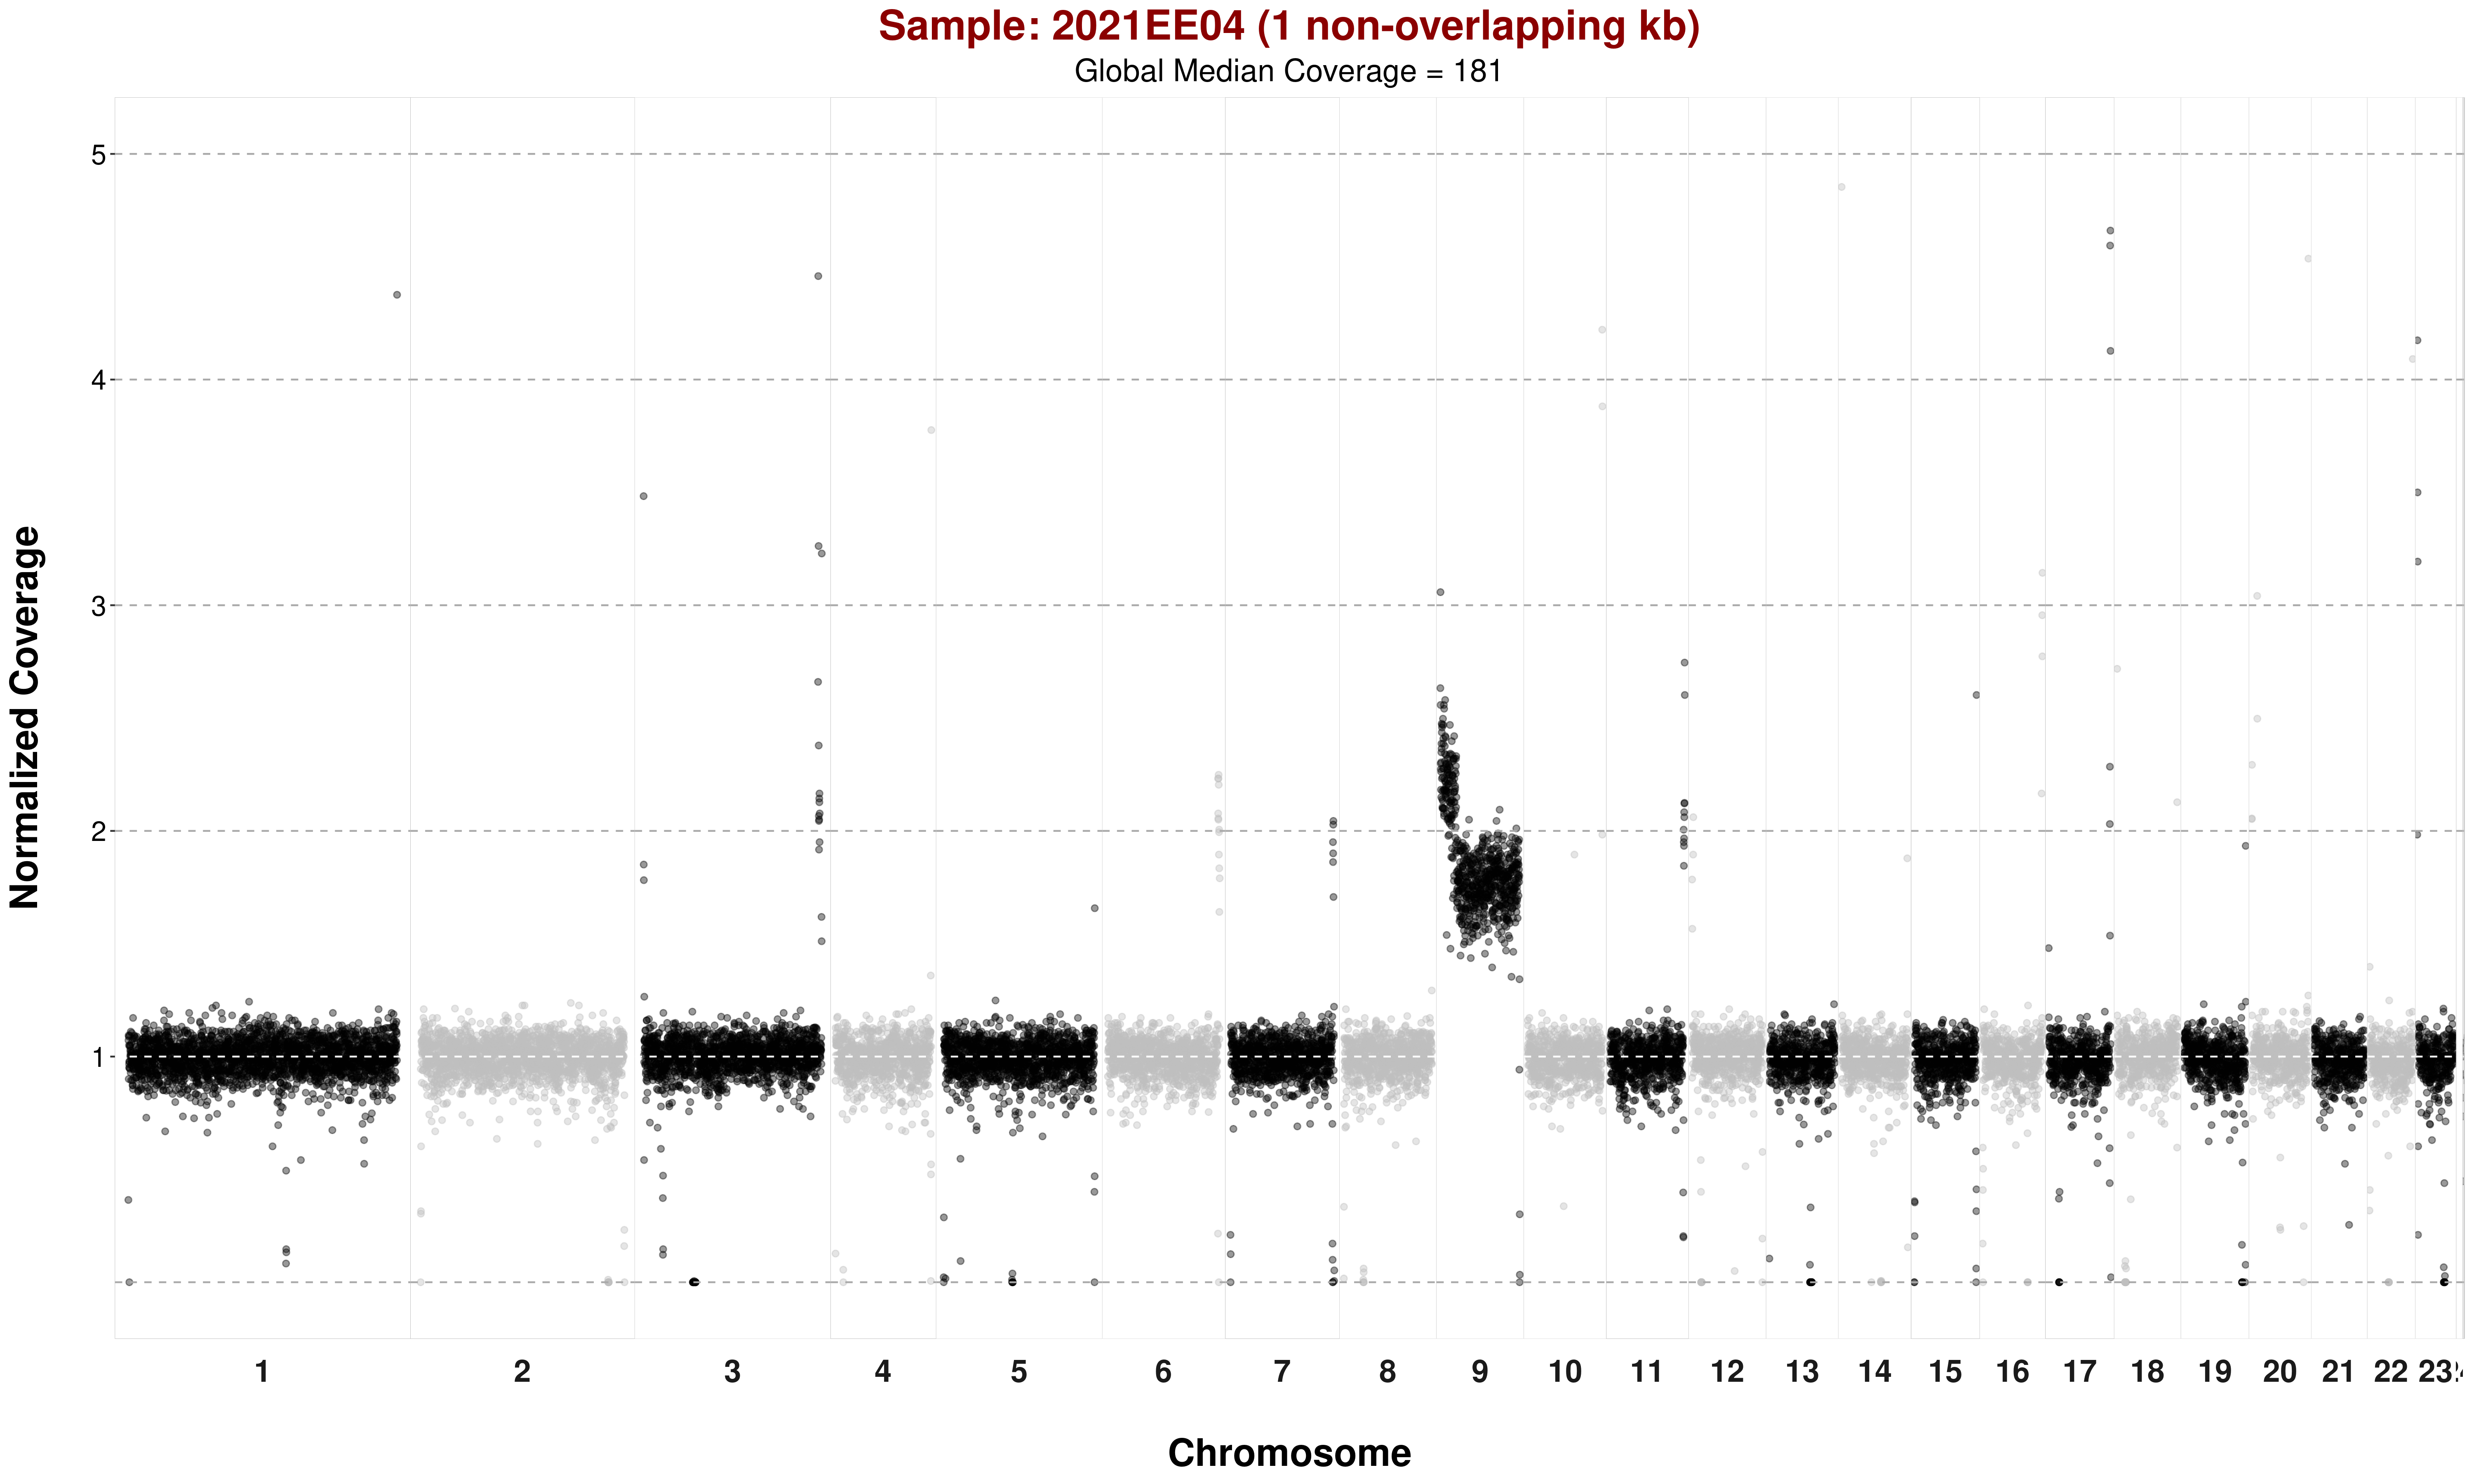 Sample: 2021EE04 (1 non-overlapping kb)
Global Median Coverage = 181
Normalized Coverage
5
4
3
2
1
1 2 3 4 5 6 7 8 9 10 11 12 13 14 15 16 17 18 19 20 21 22 23
Chromosome